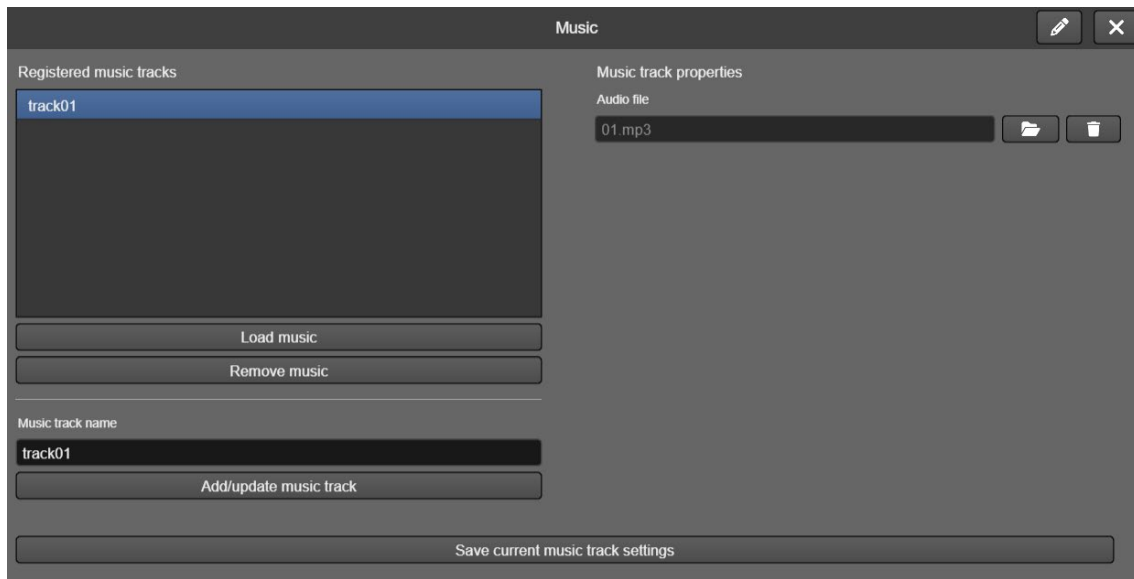 Music
Registered music tracks
track01
Load music
Remove music
Music track name
track01
Add/update music track
Music track properties
Audio file
01.mp3
Save current music track settings